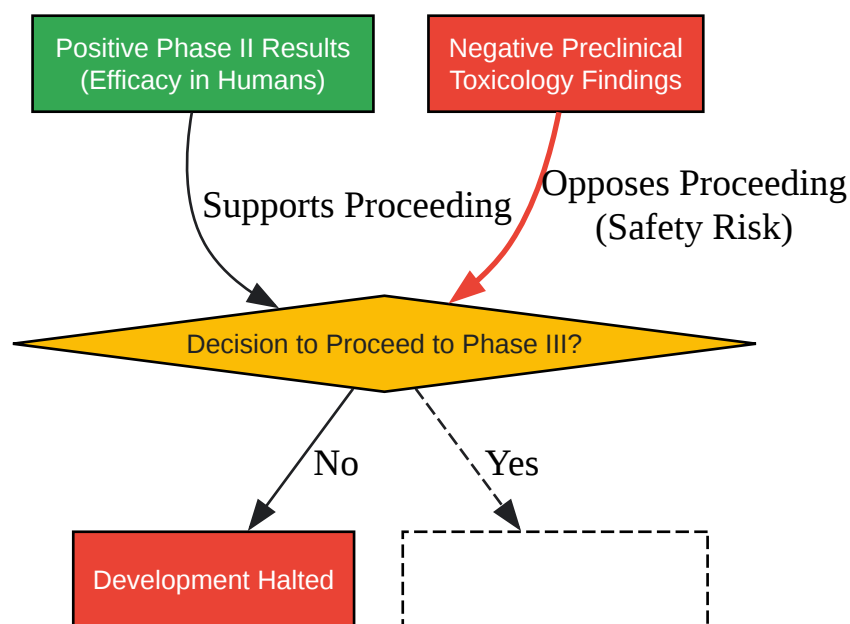 Positive Phase II Results
(Efficacy in Humans)
Negative Preclinical
Toxicology Findings
Supports Proceeding
Opposes Proceeding
(Safety Risk)
Decision to Proceed to Phase III?
No
Yes
Development Halted